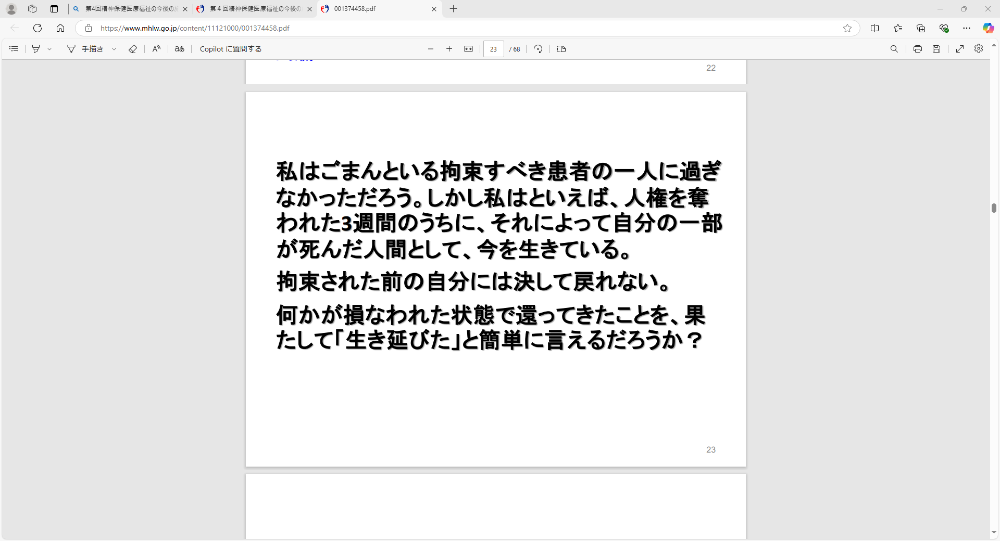 第4回精神保健医療福祉の今後の
第４回精神保健医療福祉の今後の
001374458.pdf
https://www.mhlw.go.jp/content/11121000/001374458.pdf
手描き
aあ
Copilot に質問する
23 / 68
22
私はごまんといる拘束すべき患者の一人に過ぎ
なかっただろう。しかし私はといえば、人権を奪
われた3週間のうちに、それによって自分の一部
が死んだ人間として、今を生きている。
拘束された前の自分には決して戻れない。
何かが損なわれた状態で還ってきたことを、果
たして「生き延びた」と簡単に言えるだろうか？
23